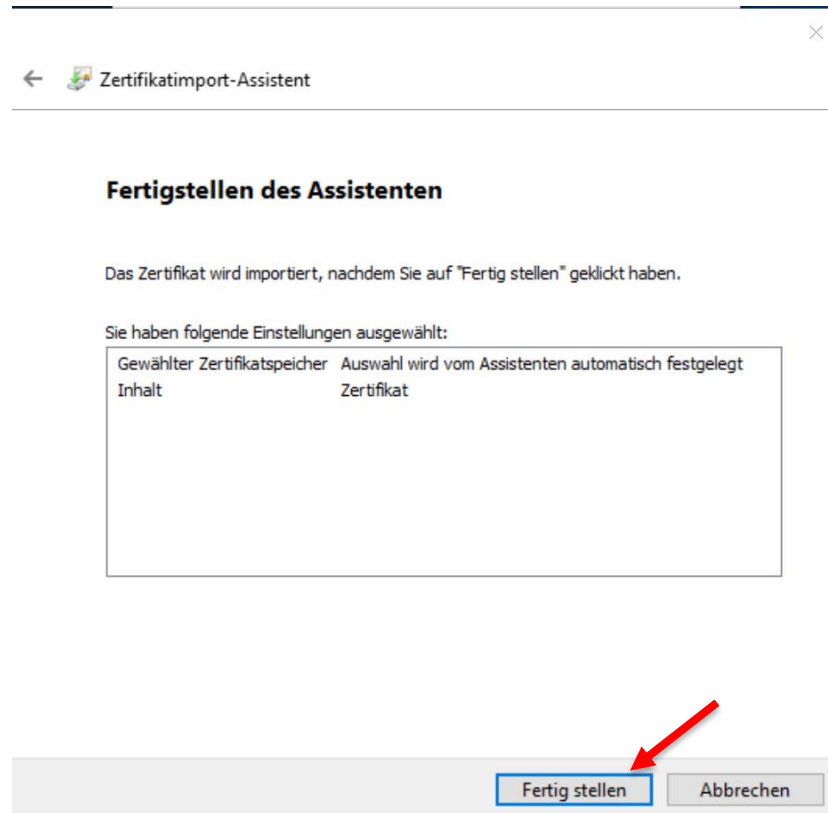 Zertifikatimport-Assistent
Fertigstellen des Assistenten
Das Zertifikat wird importiert, nachdem Sie auf "Fertig stellen" geklickt haben.
Sie haben folgende Einstellungen ausgewählt:
Gewählter Zertifikatspeicher Auswahl wird vom Assistenten automatisch festgelegt
Inhalt Zertifikat
Fertig stellen Abbrechen